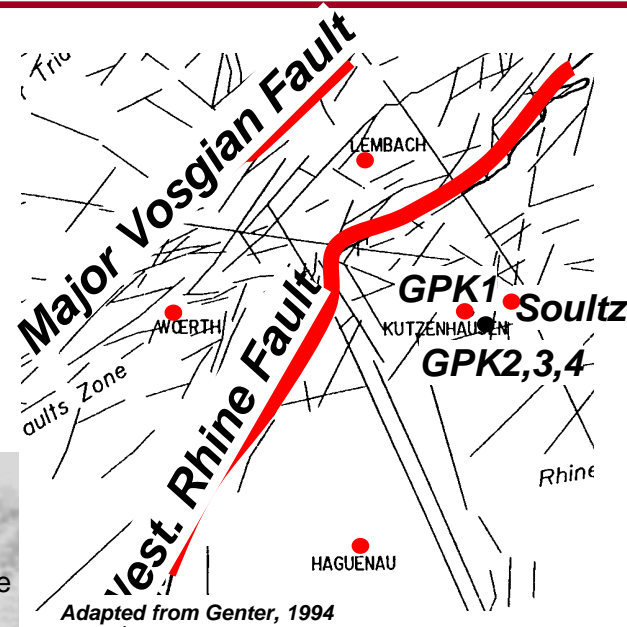 Major Vosgian Fault
LEMBACH
GPK1
Soultz
WOERTH
KUTZENHAUSEN
GPK2,3,4
West. Rhine Fault
aults Zone
Rhine
HAGUENAU
e
Adapted from Genter, 1994